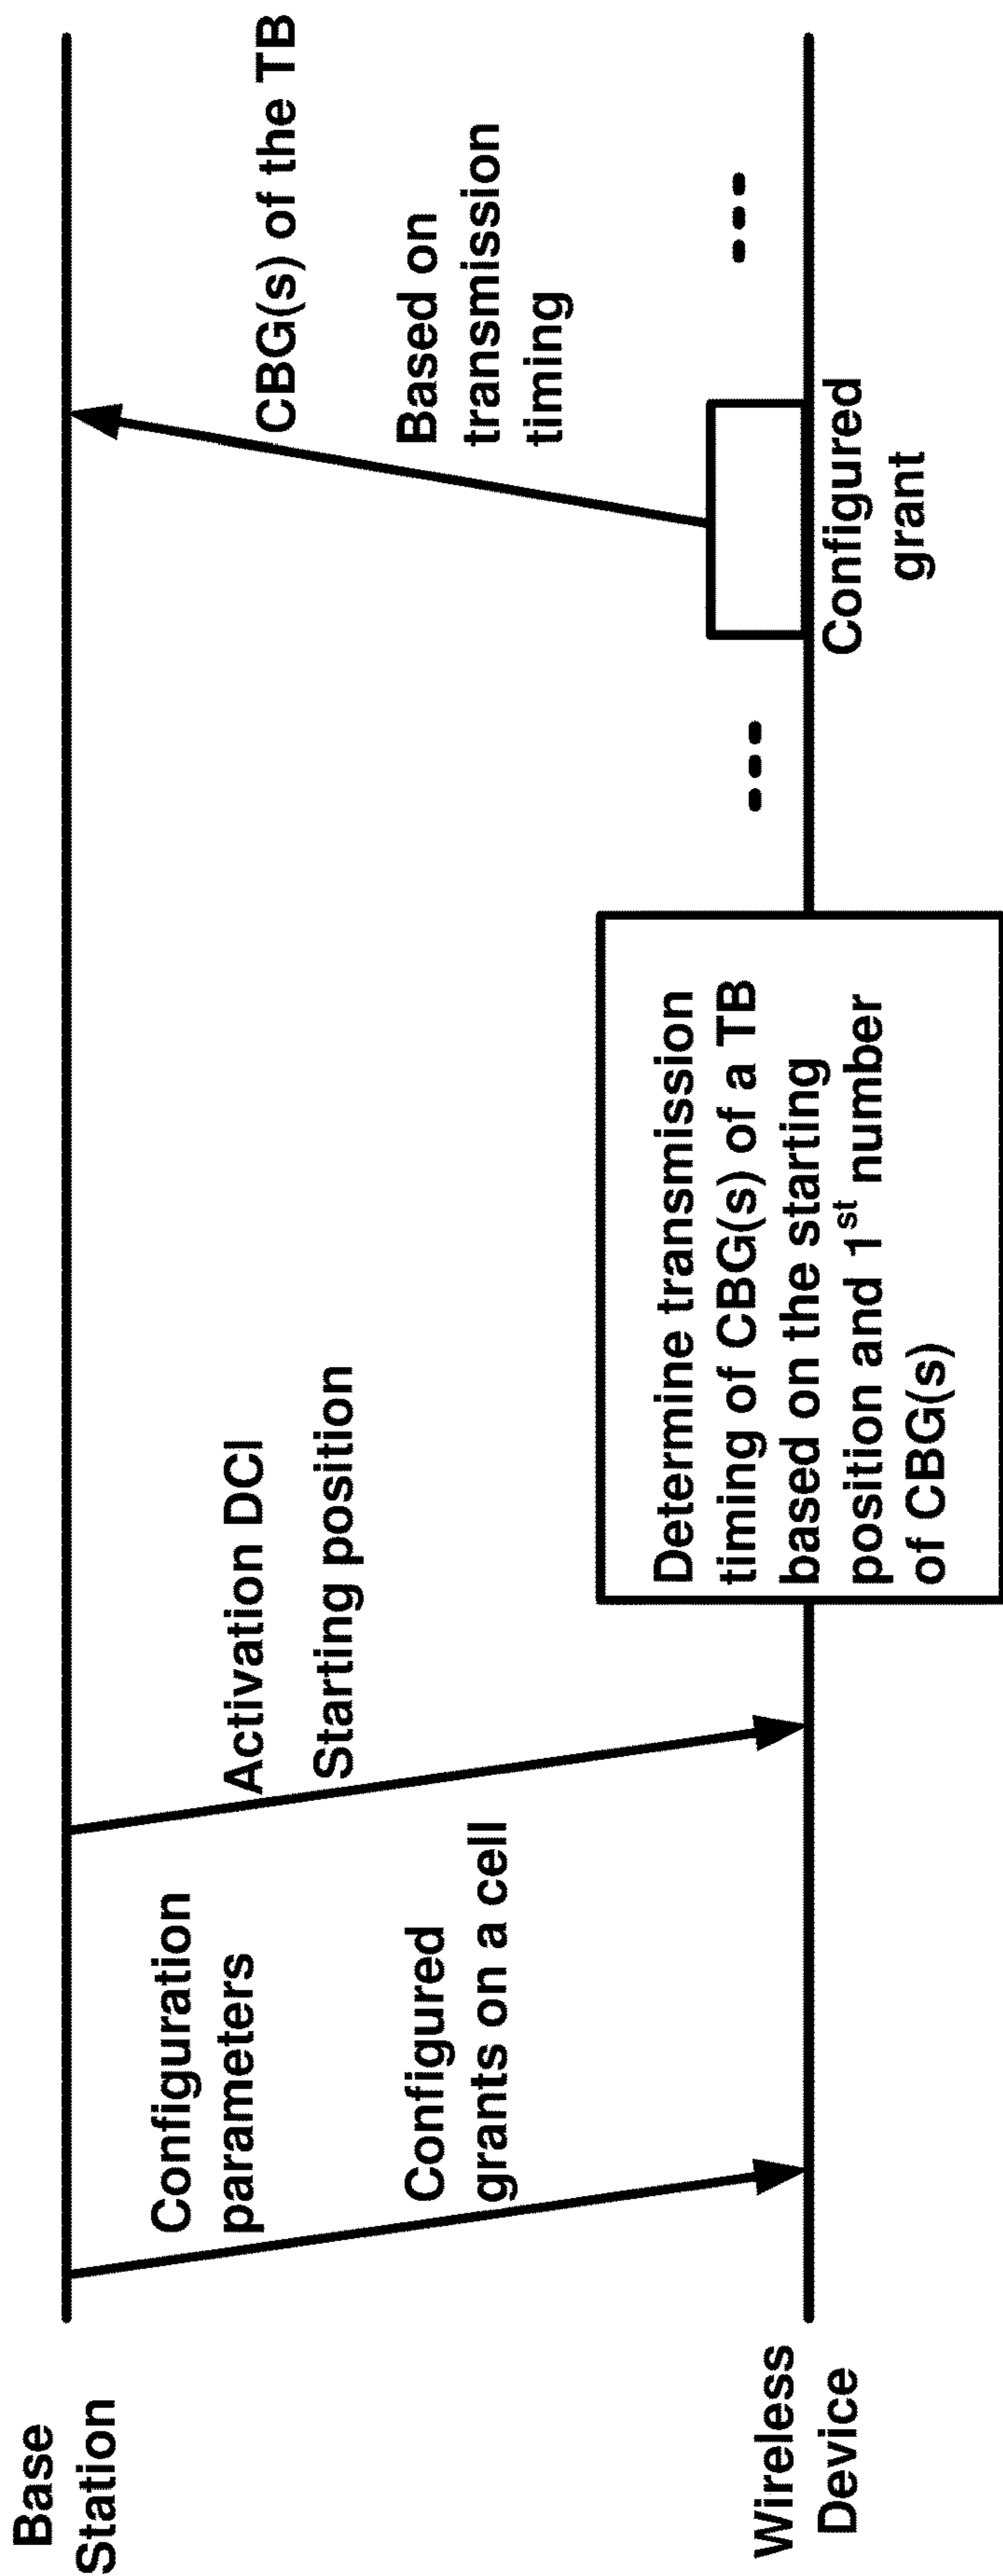 Base
Station
Configuration
parameters
Configured
grants on a cell
Activation DCI
Starting position
CBG(s) of the TB
Based on
transmission
timing
Wireless
Device
Determine transmission
timing of CBG(s) of a TB
based on the starting
position and 1st number
of CBG(s)
Configured
grant